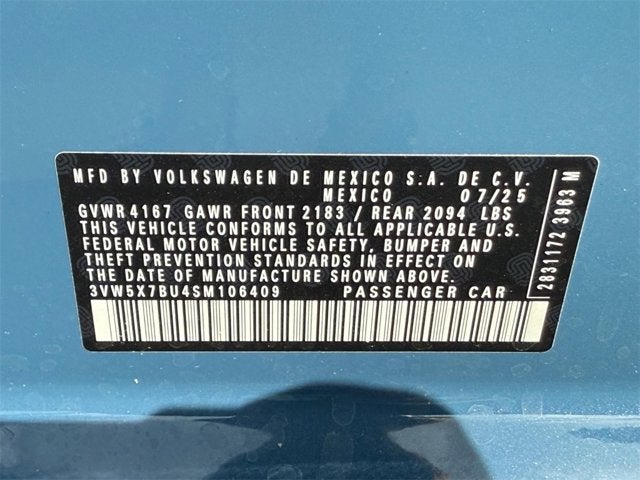 MFD BY VOLKSWAGEN DE MEXICO S.A. DE C.V.
MEXICO 07/25
GVWR 4167 GAWR FRONT 2183 / REAR 2094 LBS
THIS VEHICLE CONFORMS TO ALL APPLICABLE U.S.
FEDERAL MOTOR VEHICLE SAFETY, BUMPER AND
THEFT PREVENTION STANDARDS IN EFFECT ON
THE DATE OF MANUFACTURE SHOWN ABOVE.
3VW5X7BU4SM106409 PASSENGER CAR
2831172 3963 M